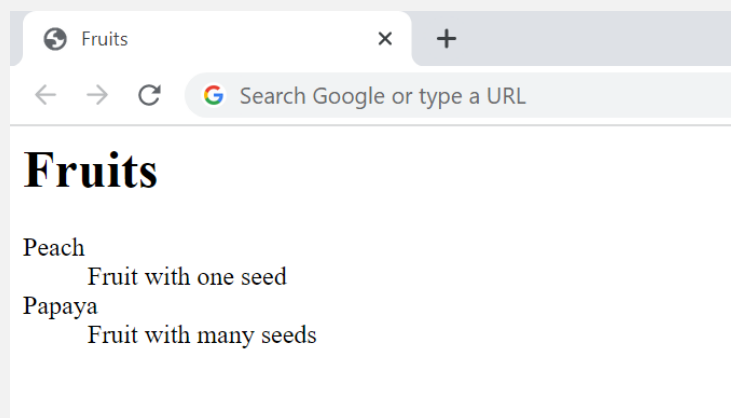 Fruits
Search Google or type a URL
Fruits
Peach
Fruit with one seed
Papaya
Fruit with many seeds